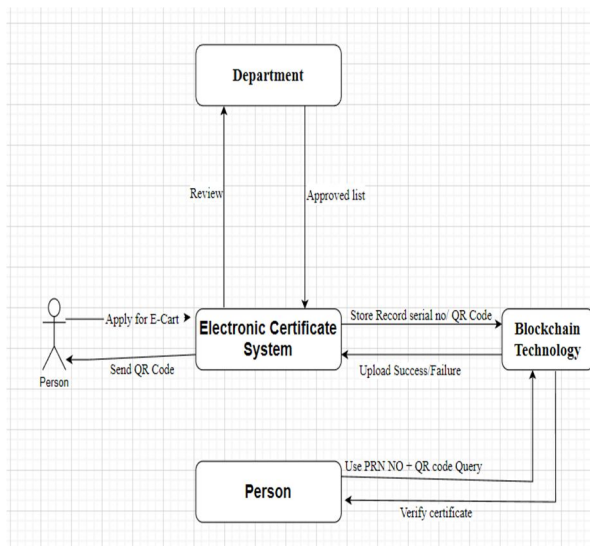 Department
Review
Approved list
Apply for E-Cart
Electronic Certificate
System
Store Record serial no/ QR Code
Blockchain
Technology
Send QR Code
Upload Success/Failure
Person
Use PRN NO + QR code Query
Person
Verify certificate